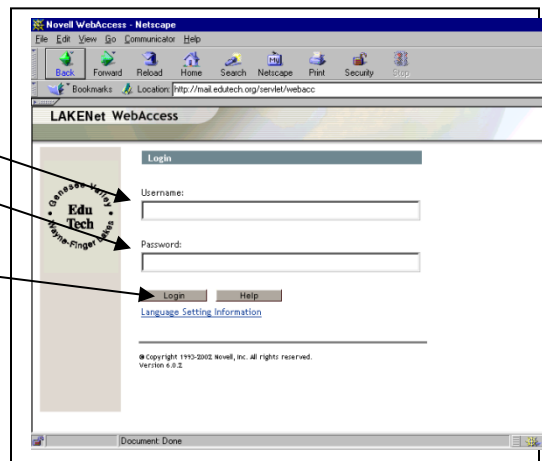 Novell WebAccess - Netscape
File Edit View Go Communicator Help
Back Forward Reload Home Search Netscape Print Security Stop
Bookmarks Location: http://mail.edutech.org/servlet/webacc
LAKENet WebAccess
Login
Genesee Valley
Edu
Tech
Wayne-Finger Lakes
Username:
Password:
Login Help
Language Setting Information
© Copyright 1993-2002 Novell, Inc. All rights reserved.
Version 6.0.2
Document: Done